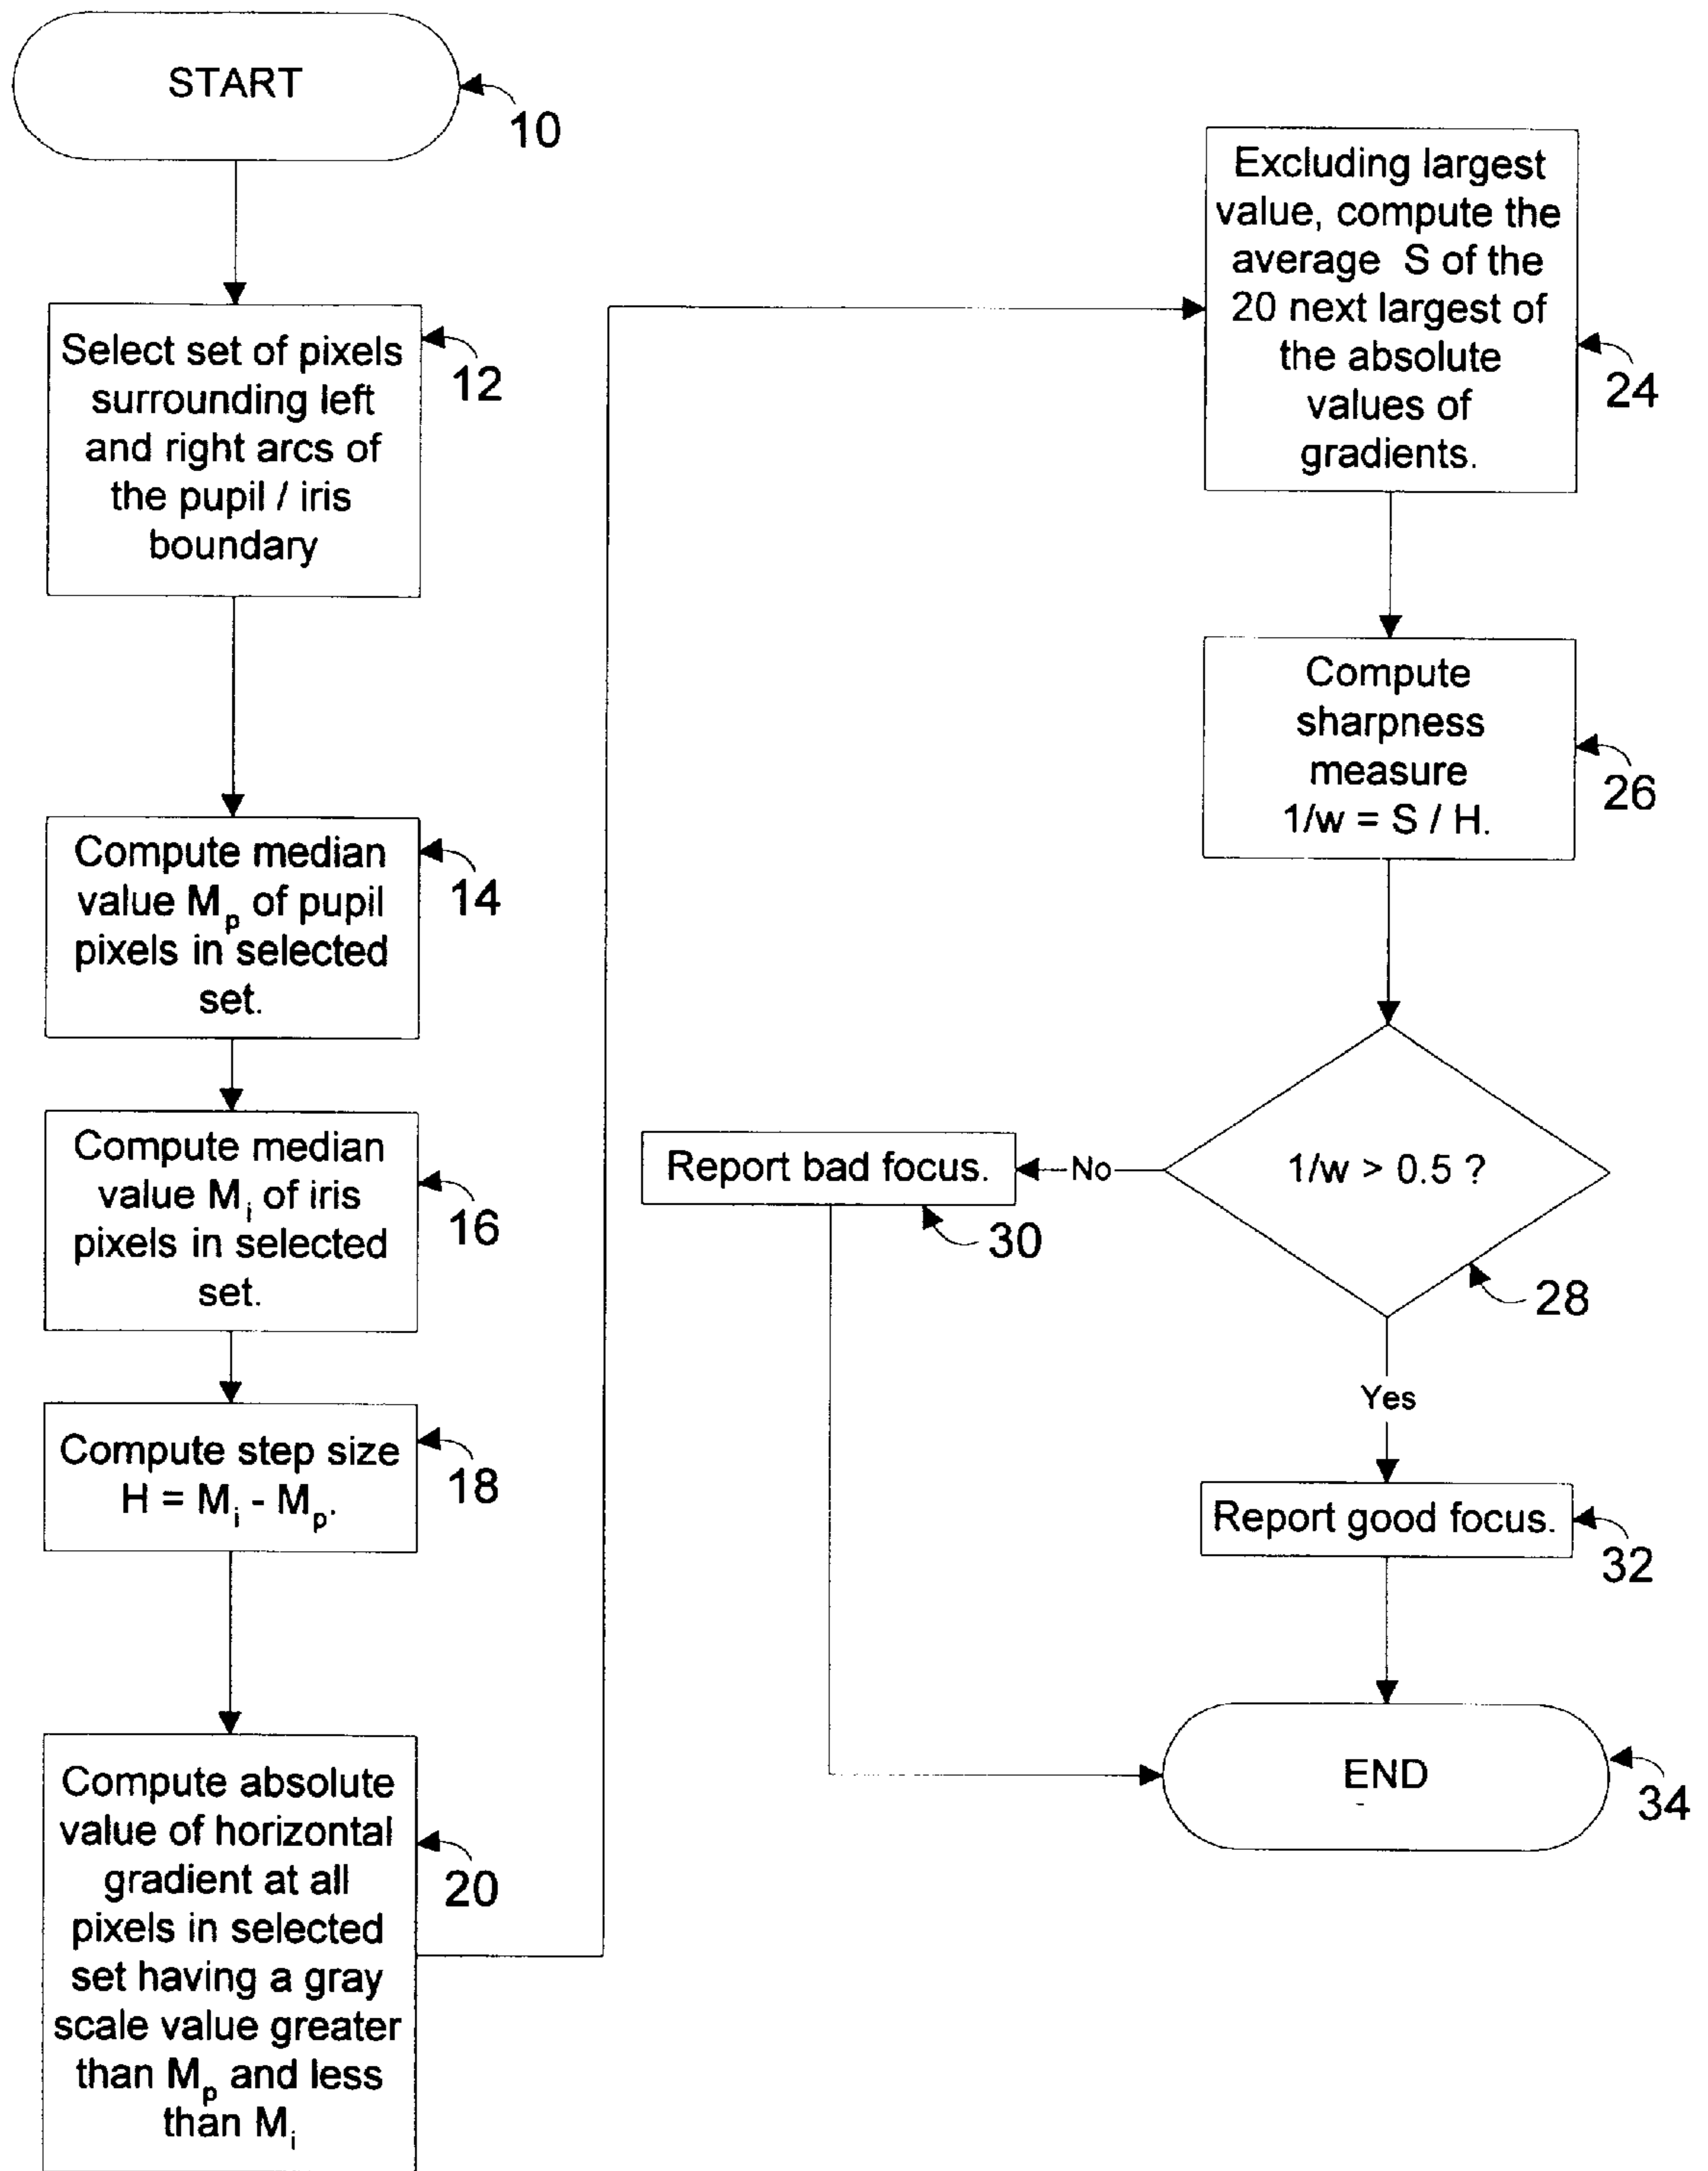 START
10
Select set of pixels
surrounding left
and right arcs of
the pupil / iris
boundary
12
Compute median
value Mp of pupil
pixels in selected
set.
14
Compute median
value Mi of iris
pixels in selected
set.
16
Compute step size
H = Mi - Mp.
18
Compute absolute
value of horizontal
gradient at all
pixels in selected
set having a gray
scale value greater
than Mp and less
than Mi
20
Excluding largest
value, compute the
average S of the
20 next largest of
the absolute
values of
gradients.
24
Compute
sharpness
measure
1/w = S / H.
26
1/w > 0.5 ?
28
No
Report bad focus.
30
Yes
Report good focus.
32
END
34